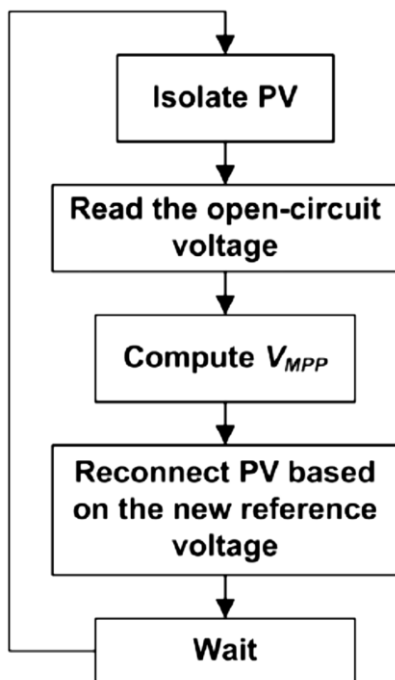 Isolate PV
Read the open-circuit
voltage
Compute VMPP
Reconnect PV based
on the new reference
voltage
Wait